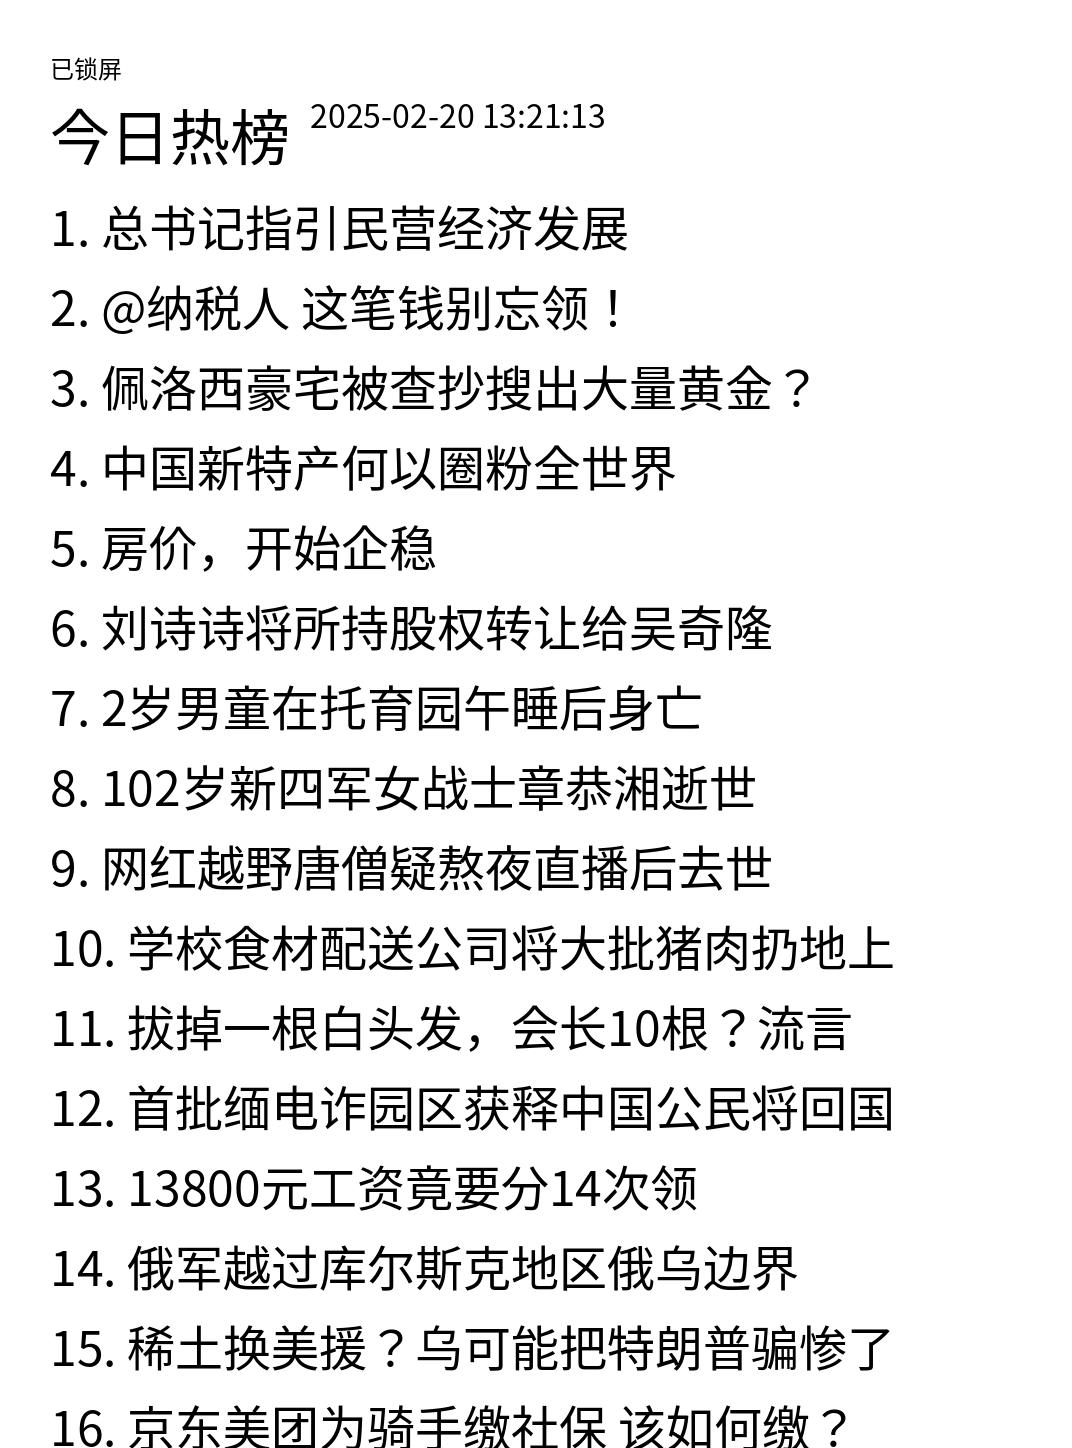 已锁屏
今日热榜 2025-02-20 13:21:13
1. 总书记指引民营经济发展
2. @纳税人 这笔钱别忘领！
3. 佩洛西豪宅被查抄搜出大量黄金？
4. 中国新特产何以圈粉全世界
5. 房价，开始企稳
6. 刘诗诗将所持股权转让给吴奇隆
7. 2岁男童在托育园午睡后身亡
8. 102岁新四军女战士章恭湘逝世
9. 网红越野唐僧疑熬夜直播后去世
10. 学校食材配送公司将大批猪肉扔地上
11. 拔掉一根白头发，会长10根？流言
12. 首批缅电诈园区获释中国公民将回国
13. 13800元工资竟要分14次领
14. 俄军越过库尔斯克地区俄乌边界
15. 稀土换美援？乌可能把特朗普骗惨了
16. 京东美团为骑手缴社保 该如何缴？